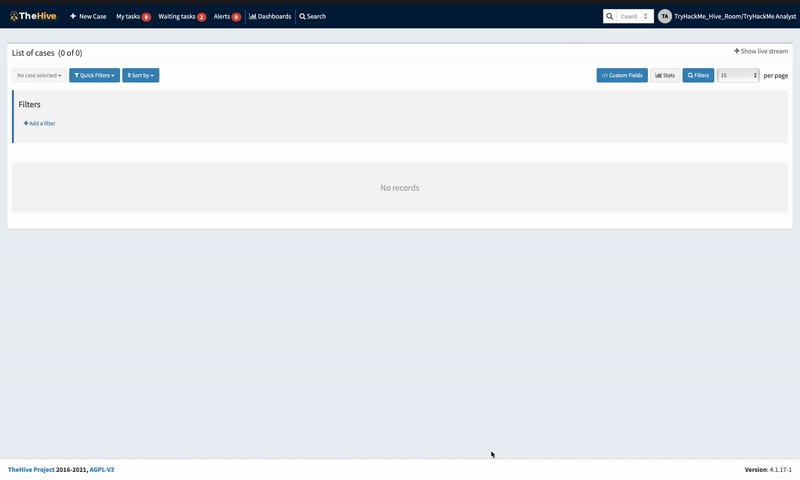 TheHive + New Case My tasks 0 Waiting tasks 3 Alerts 0 Dashboards Search CaseId TA TryHackMe_Hive_Room/TryHackMe Analyst
List of cases (0 of 0) + Show live stream
No case selected Quick Filters Sort by </> Custom Fields Stats Filters 15 per page
Filters
+ Add a filter
No records
TheHive Project 2016-2021, AGPL-V3 Version: 4.1.17-1